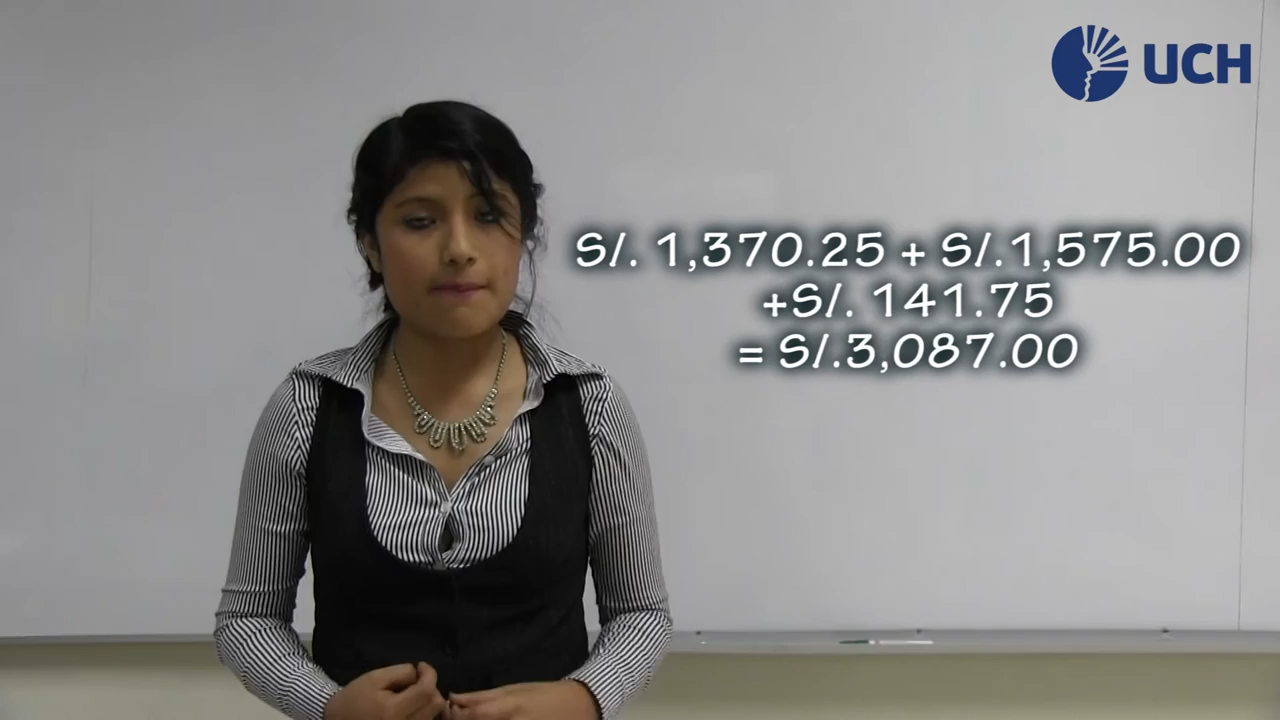 UCH
S/. 1,370.25 + S/.1,575.00
+S/. 141.75
= S/.3,087.00